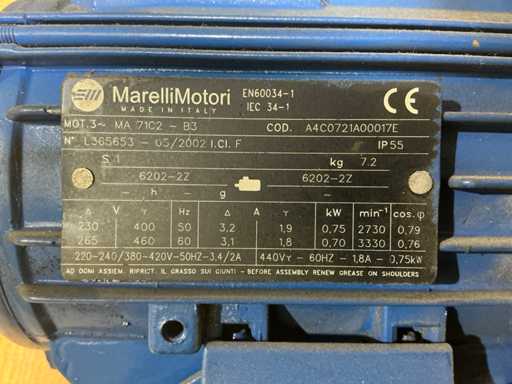 MarelliMotori
MADE IN ITALY
EN60034-1
IEC 34-1
CE
MOT. 3~ MA 71C2 - B3 COD. A4C0721A00017E
N° L365653 - 05/2002 I.Cl. F IP 55
S 1 kg 7.2
6202-2Z 6202-2Z
- h - g - -
Δ V Y Hz Δ A Y kW min⁻¹ cos.φ
230 400 50 3,2 1,9 0,75 2730 0,79
265 460 60 3,1 1,8 0,70 3330 0,76
220-240/380-420V-50HZ-3,4/2A 440VY - 60HZ - 1,8A - 0,75kW
AD OGNI ASSIEM. RIPRIST. IL GRASSO SUI GIUNTI - BEFORE ASSEMBLY RENEW GREASE ON SHOULDERS